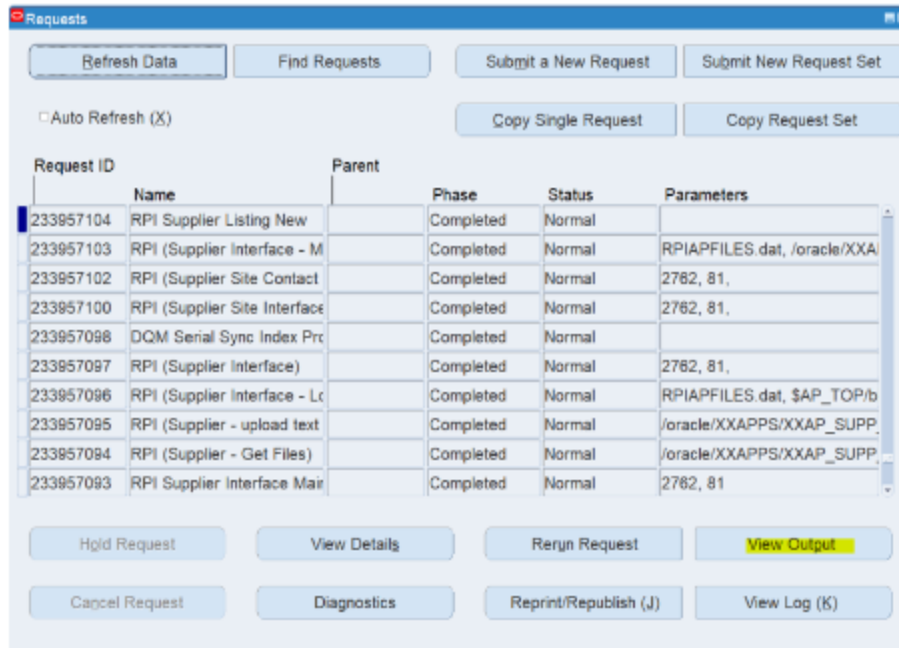 Requests
Refresh Data Find Requests Submit a New Request Submit New Request Set
Auto Refresh (X) Copy Single Request Copy Request Set
Request ID Parent
Name Phase Status Parameters
233957104 RPI Supplier Listing New Completed Normal
233957103 RPI (Supplier Interface - M Completed Normal RPIAPFILES.dat, /oracle/XXAI
233957102 RPI (Supplier Site Contact Completed Normal 2762, 81,
233957100 RPI (Supplier Site Interface Completed Normal 2762, 81,
233957098 DQM Serial Sync Index Pro Completed Normal
233957097 RPI (Supplier Interface) Completed Normal 2762, 81,
233957096 RPI (Supplier Interface - Lo Completed Normal RPIAPFILES.dat, $AP_TOP/b
233957095 RPI (Supplier - upload text Completed Normal /oracle/XXAPPS/XXAP_SUPP_
233957094 RPI (Supplier - Get Files) Completed Normal /oracle/XXAPPS/XXAP_SUPP_
233957093 RPI Supplier Interface Mair Completed Normal 2762, 81
Hold Request View Details Rerun Request View Output
Cancel Request Diagnostics Reprint/Republish (J) View Log (K)